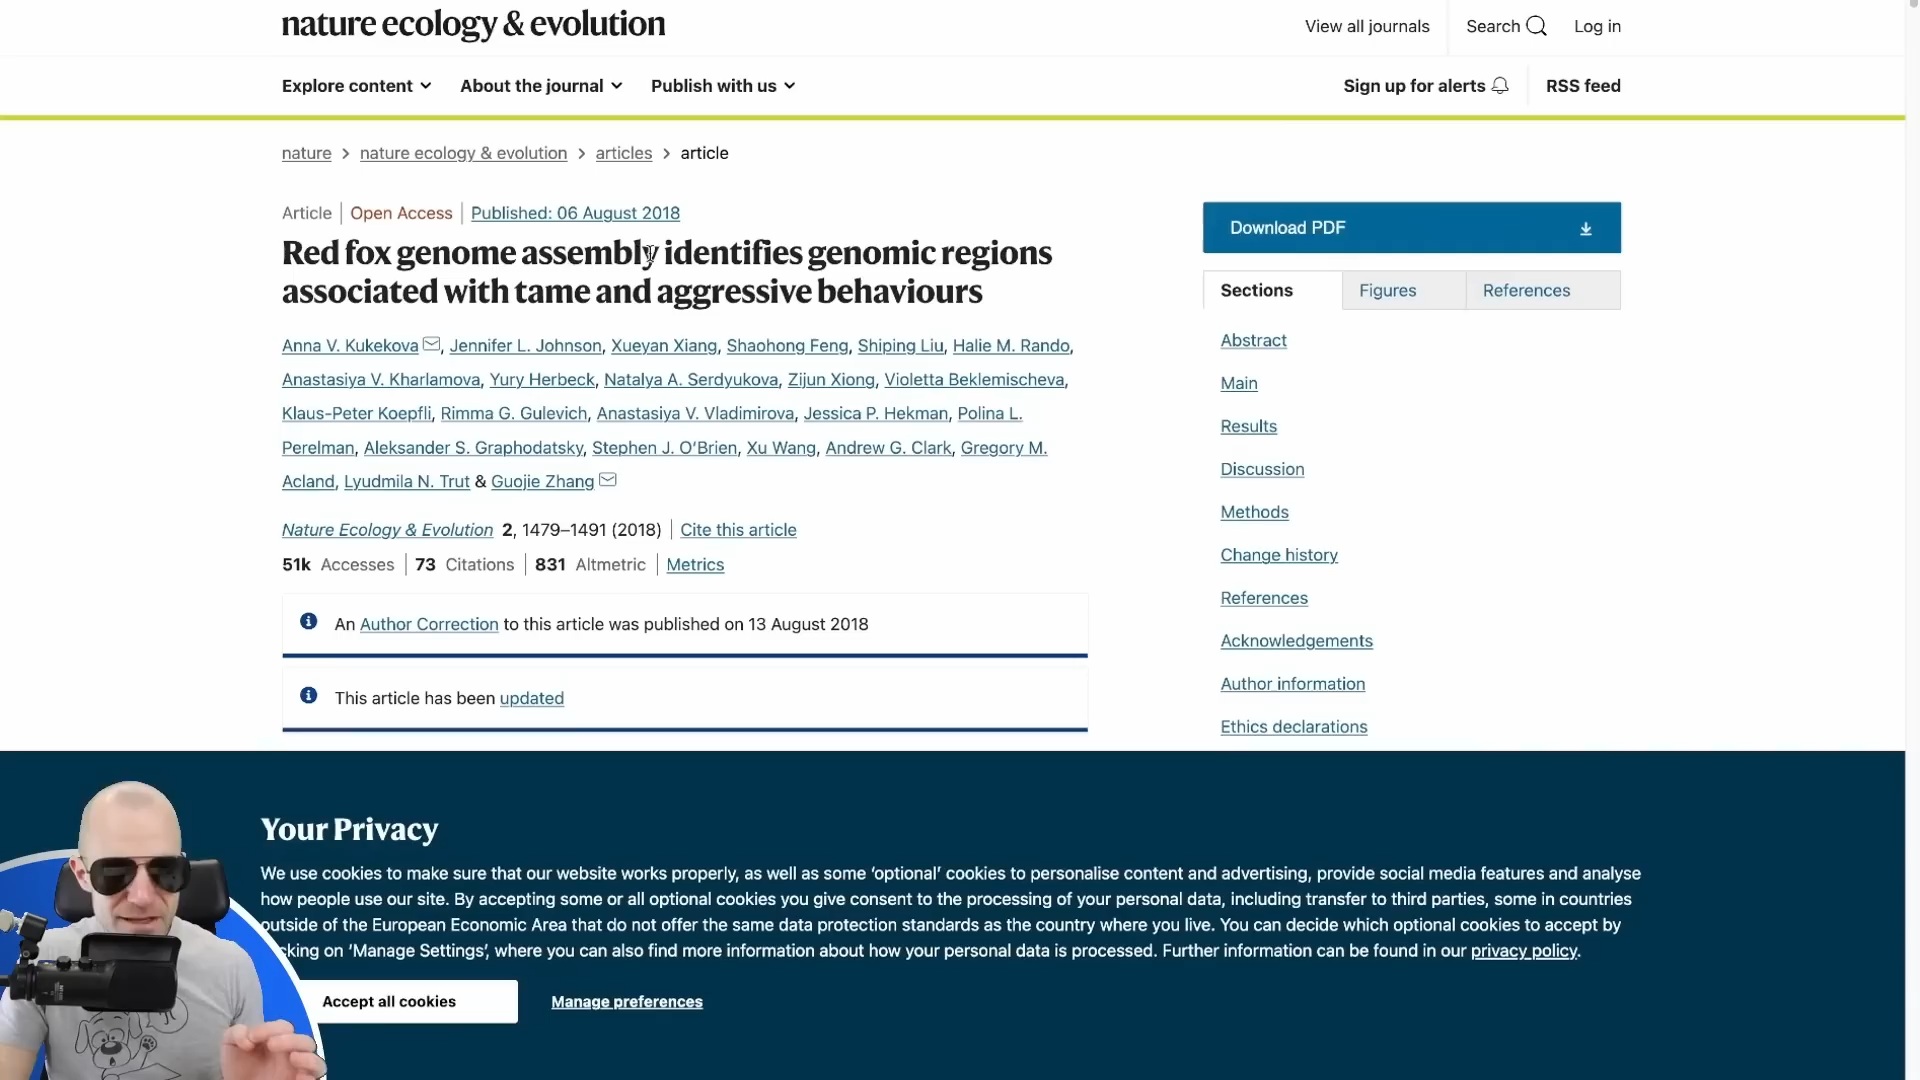 nature ecology & evolution
View all journals
Search
Log in
Explore content
About the journal
Publish with us
Sign up for alerts
RSS feed
nature > nature ecology & evolution > articles > article
Article | Open Access | Published: 06 August 2018
Red fox genome assembly identifies genomic regions
associated with tame and aggressive behaviours
Anna V. Kukekova, Jennifer L. Johnson, Xueyan Xiang, Shaohong Feng, Shiping Liu, Halie M. Rando,
Anastasiya V. Kharlamova, Yury Herbeck, Natalya A. Serdyukova, Zijun Xiong, Violetta Beklemischeva,
Klaus-Peter Koepfli, Rimma G. Gulevich, Anastasiya V. Vladimirova, Jessica P. Hekman, Polina L.
Perelman, Aleksander S. Graphodatsky, Stephen J. O’Brien, Xu Wang, Andrew G. Clark, Gregory M.
Acland, Lyudmila N. Trut & Guojie Zhang
Nature Ecology & Evolution 2, 1479–1491 (2018) | Cite this article
51k Accesses | 73 Citations | 831 Altmetric | Metrics
An Author Correction to this article was published on 13 August 2018
This article has been updated
Download PDF
Sections
Figures
References
Abstract
Main
Results
Discussion
Methods
Change history
References
Acknowledgements
Author information
Ethics declarations
Your Privacy
We use cookies to make sure that our website works properly, as well as some ‘optional’ cookies to personalise content and advertising, provide social media features and analyse
how people use our site. By accepting some or all optional cookies you give consent to the processing of your personal data, including transfer to third parties, some in countries
outside of the European Economic Area that do not offer the same data protection standards as the country where you live. You can decide which optional cookies to accept by
cking on ‘Manage Settings’, where you can also find more information about how your personal data is processed. Further information can be found in our privacy policy.
Accept all cookies
Manage preferences